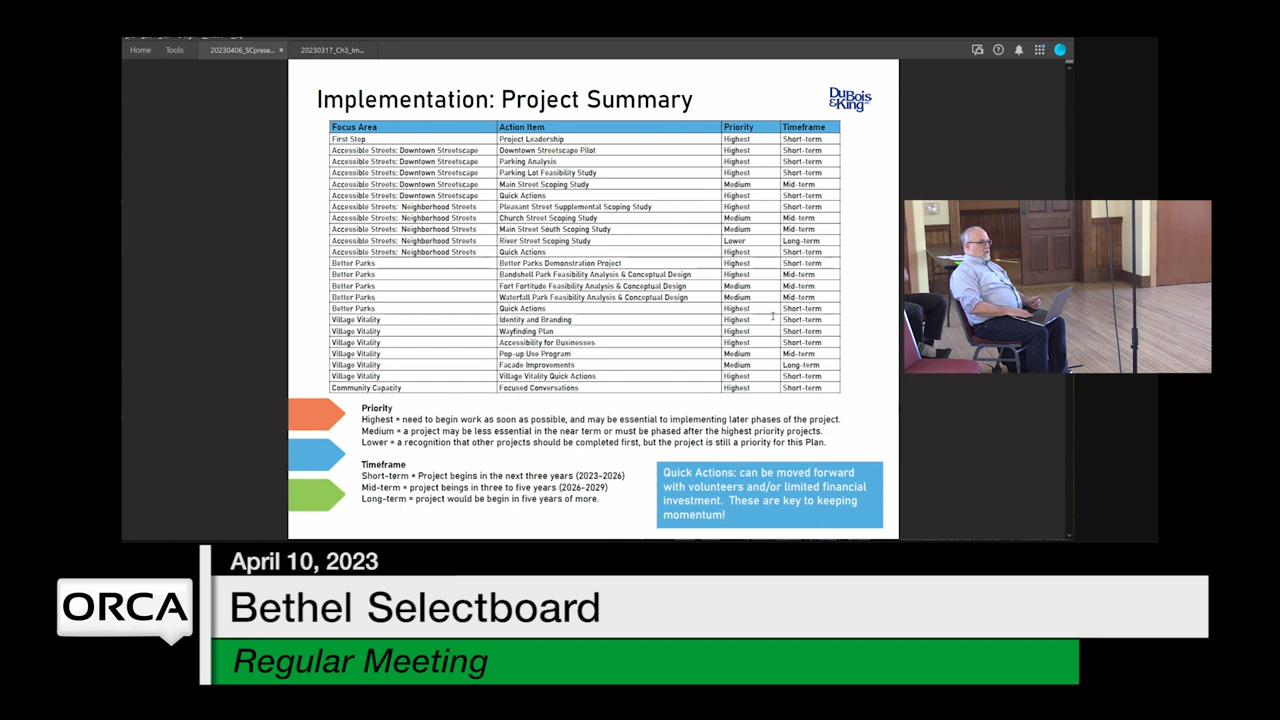 Home Tools 20230406_SCprese... × 20230317_Ch3_Im...
Implementation: Project Summary
DuBois
&King
Focus Area Action Item Priority Timeframe
First Step Project Leadership Highest Short-term
Accessible Streets: Downtown Streetscape Downtown Streetscape Pilot Highest Short-term
Accessible Streets: Downtown Streetscape Parking Analysis Highest Short-term
Accessible Streets: Downtown Streetscape Parking Lot Feasibility Study Highest Short-term
Accessible Streets: Downtown Streetscape Main Street Scoping Study Medium Mid-term
Accessible Streets: Downtown Streetscape Quick Actions Highest Short-term
Accessible Streets: Neighborhood Streets Pleasant Street Supplemental Scoping Study Highest Short-term
Accessible Streets: Neighborhood Streets Church Street Scoping Study Medium Mid-term
Accessible Streets: Neighborhood Streets Main Street South Scoping Study Medium Mid-term
Accessible Streets: Neighborhood Streets River Street Scoping Study Lower Long-term
Accessible Streets: Neighborhood Streets Quick Actions Highest Short-term
Better Parks Better Parks Demonstration Project Highest Short-term
Better Parks Bandshell Park Feasibility Analysis & Conceptual Design Highest Mid-term
Better Parks Fort Fortitude Feasibility Analysis & Conceptual Design Medium Mid-term
Better Parks Waterfall Park Feasibility Analysis & Conceptual Design Medium Mid-term
Better Parks Quick Actions Highest Short-term
Village Vitality Identity and Branding Highest Short-term
Village Vitality Wayfinding Plan Highest Short-term
Village Vitality Accessibility for Businesses Highest Short-term
Village Vitality Pop-up Use Program Medium Mid-term
Village Vitality Facade Improvements Medium Long-term
Village Vitality Village Vitality Quick Actions Highest Short-term
Community Capacity Focused Conversations Highest Short-term
Priority
Highest = need to begin work as soon as possible, and may be essential to implementing later phases of the project.
Medium = a project may be less essential in the near term or must be phased after the highest priority projects.
Lower = a recognition that other projects should be completed first, but the project is still a priority for this Plan.
Timeframe
Short-term = Project begins in the next three years (2023-2026)
Mid-term = project beings in three to five years (2026-2029)
Long-term = project would be begin in five years of more.
Quick Actions: can be moved forward
with volunteers and/or limited financial
investment. These are key to keeping
momentum!
April 10, 2023
ORCA
Bethel Selectboard
Regular Meeting